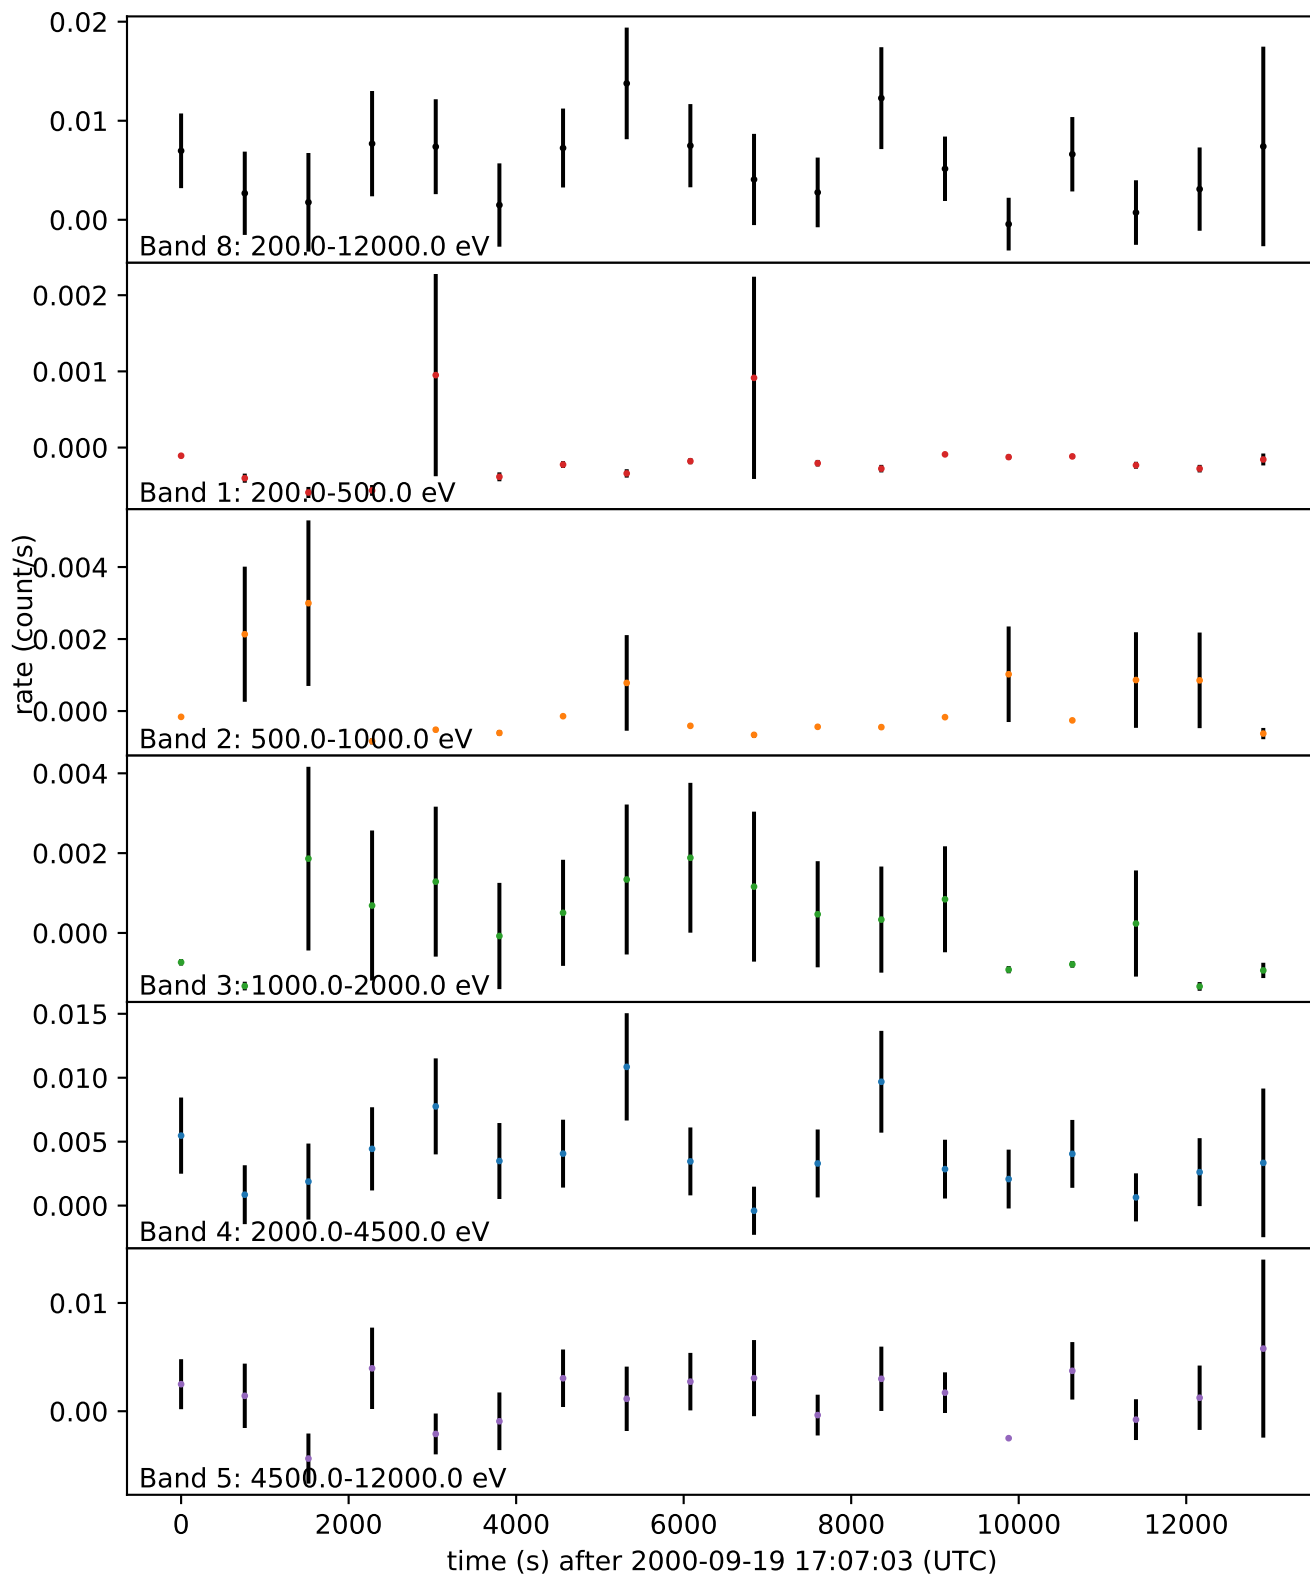 0.02
0.01
0.00
Band 8: 200.0-12000.0 eV
0.002
0.001
0.000
Band 1: 200.0-500.0 eV
rate (count/s)
0.004
0.002
0.000
Band 2: 500.0-1000.0 eV
0.004
0.002
0.000
Band 3: 1000.0-2000.0 eV
0.015
0.010
0.005
0.000
Band 4: 2000.0-4500.0 eV
0.01
0.00
Band 5: 4500.0-12000.0 eV
0 2000 4000 6000 8000 10000 12000
time (s) after 2000-09-19 17:07:03 (UTC)